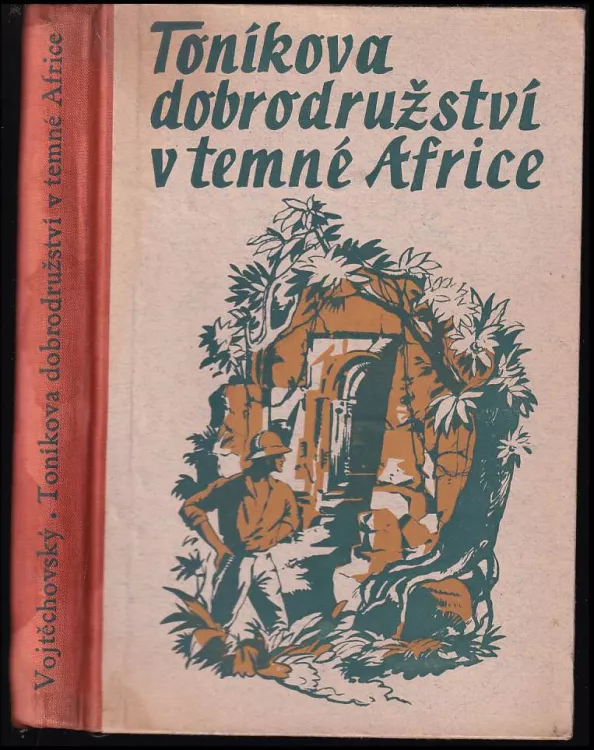 Toníkova
dobrodružství
v temné Africe
Vojtěchovský • Toníkova dobrodružství v temné Africe